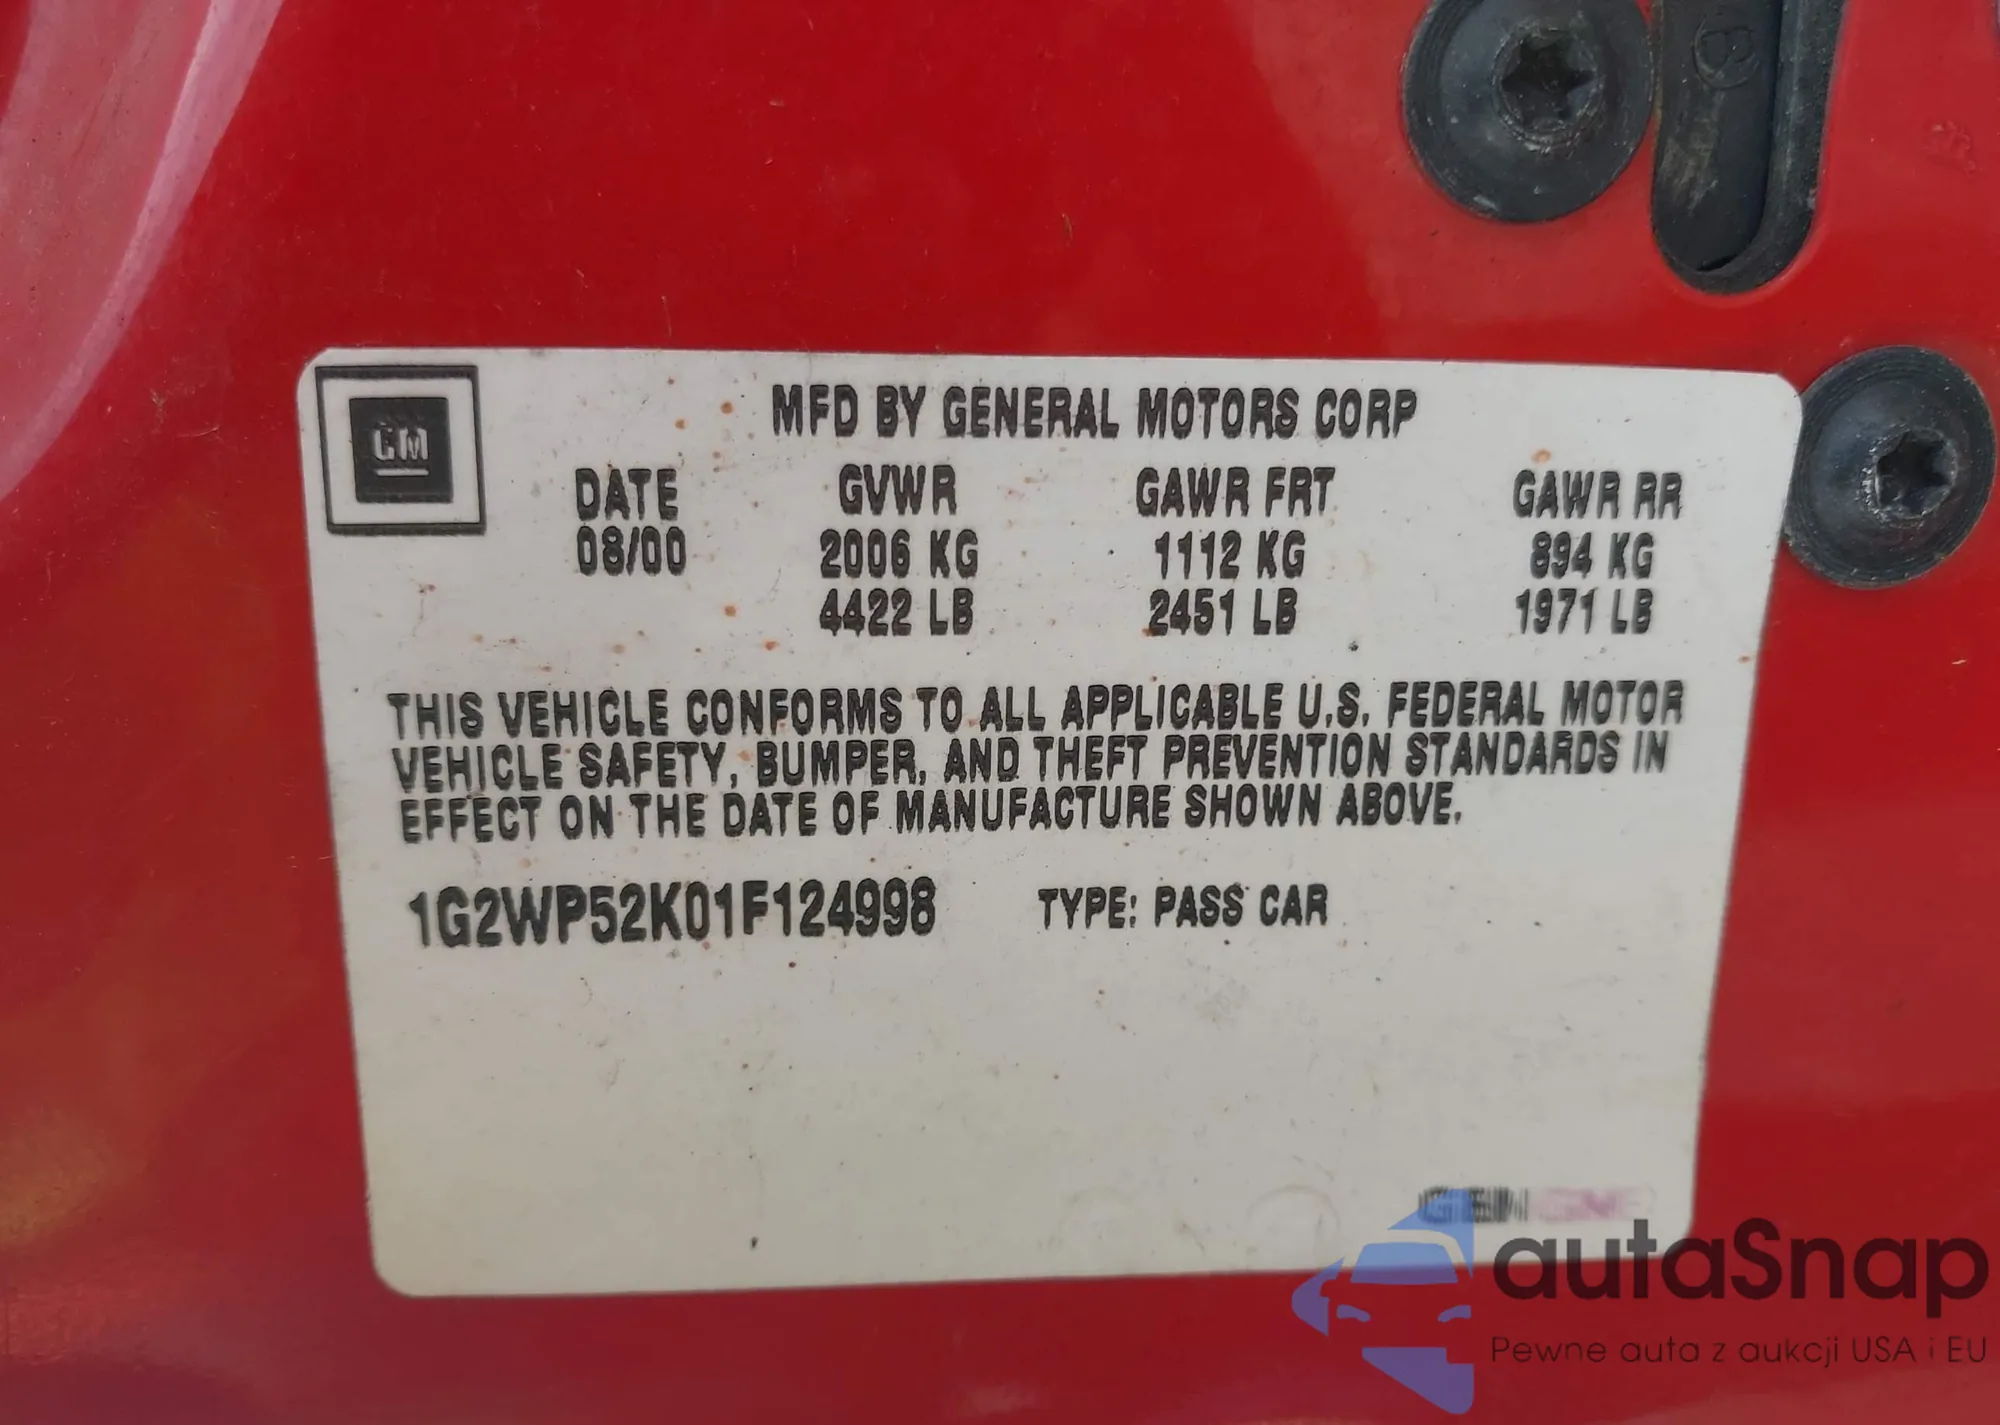 GM
MFD BY GENERAL MOTORS CORP
DATE GVWR GAWR FRT GAWR RR
08/00 2006 KG 1112 KG 894 KG
4422 LB 2451 LB 1971 LB
THIS VEHICLE CONFORMS TO ALL APPLICABLE U.S. FEDERAL MOTOR
VEHICLE SAFETY, BUMPER, AND THEFT PREVENTION STANDARDS IN
EFFECT ON THE DATE OF MANUFACTURE SHOWN ABOVE.
1G2WP52K01F124998 TYPE: PASS CAR
autaSnap
Pewne auta z aukcji USA i EU